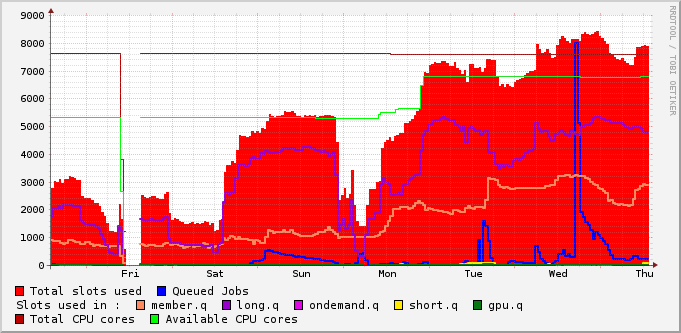 RRDTOOL / TOBI OETIKER
9000
8000
7000
6000
5000
4000
3000
2000
1000
0
Fri Sat Sun Mon Tue Wed Thu
Total slots used Queued Jobs
Slots used in : member.q long.q ondemand.q short.q gpu.q
Total CPU cores Available CPU cores